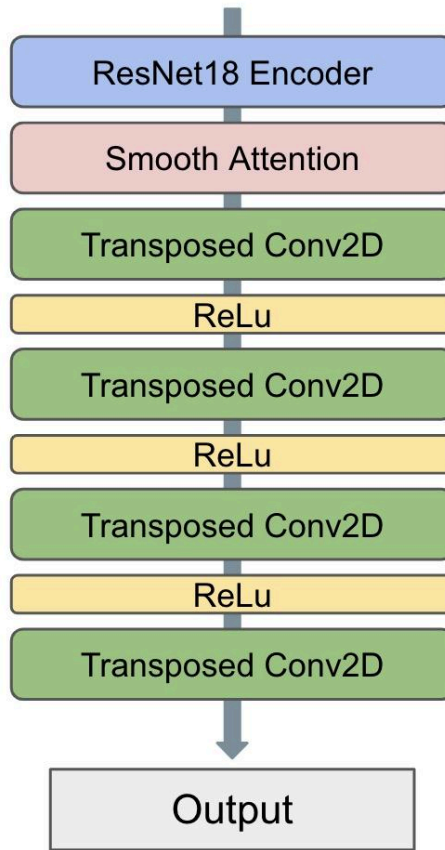 ResNet18 Encoder
Smooth Attention
Transposed Conv2D
ReLu
Transposed Conv2D
ReLu
Transposed Conv2D
ReLu
Transposed Conv2D
Output